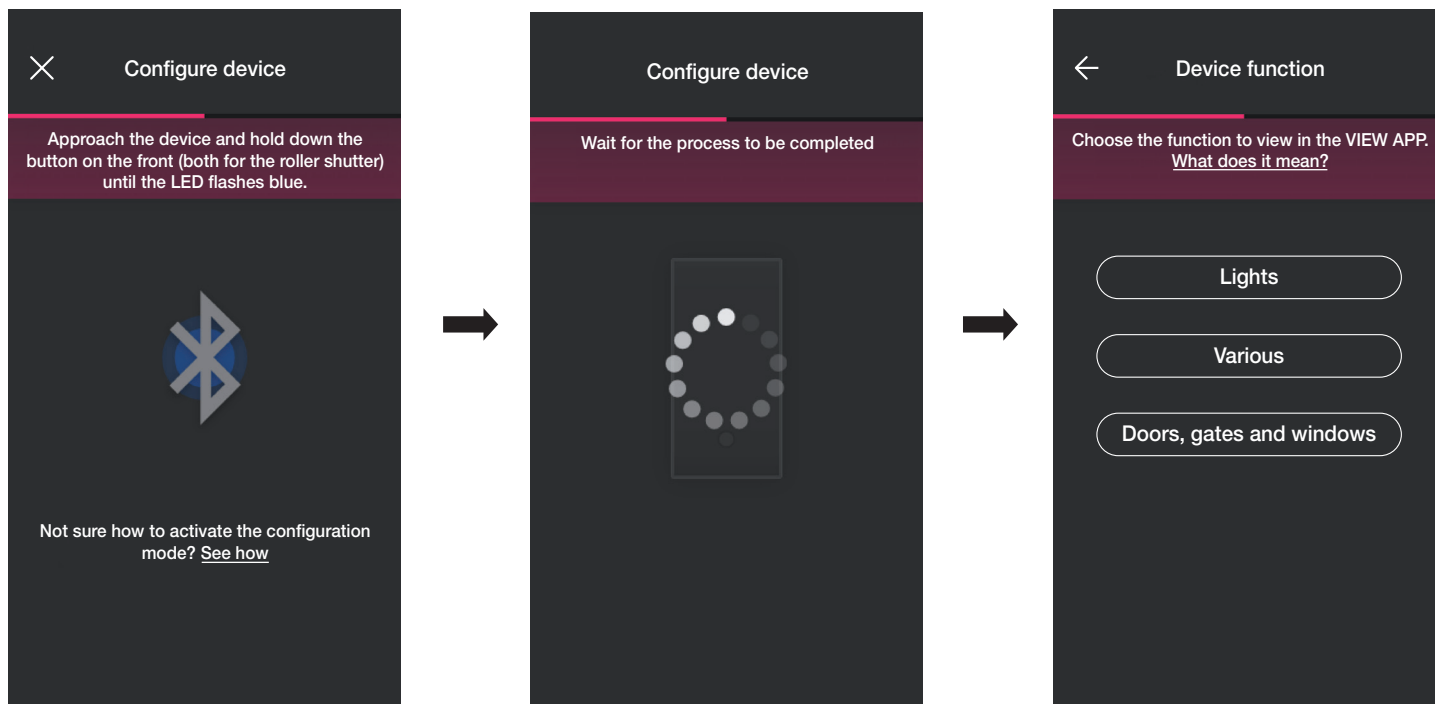 Configure device
Approach the device and hold down the
button on the front (both for the roller shutter)
until the LED flashes blue.
Not sure how to activate the configuration
mode? See how
Configure device
Wait for the process to be completed
Device function
Choose the function to view in the VIEW APP.
What does it mean?
Lights
Various
Doors, gates and windows